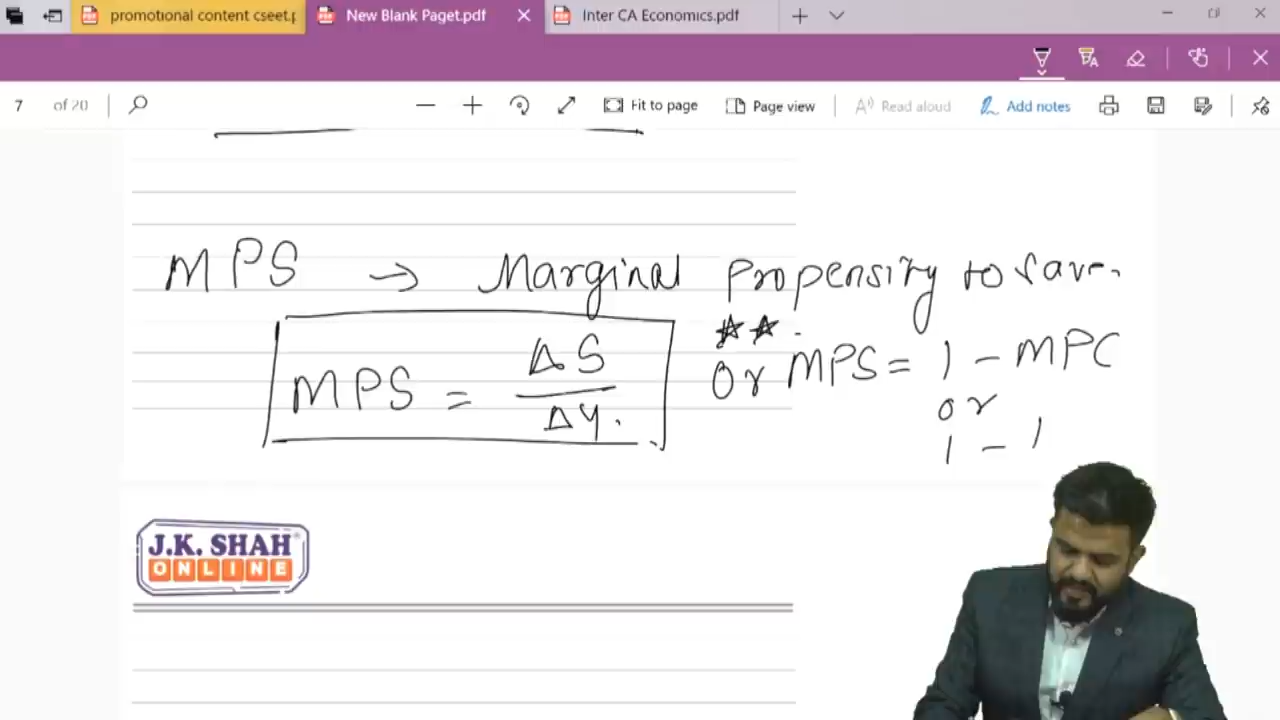 promotional content cseet.p
New Blank Paget.pdf
Inter CA Economics.pdf
7 of 20
Fit to page
Page view
Read aloud
Add notes
MPS → Marginal Propensity to Save.
MPS = ΔS / ΔY.
** Or MPS = 1 - MPC
or
1 - 1
J.K. SHAH
ONLINE